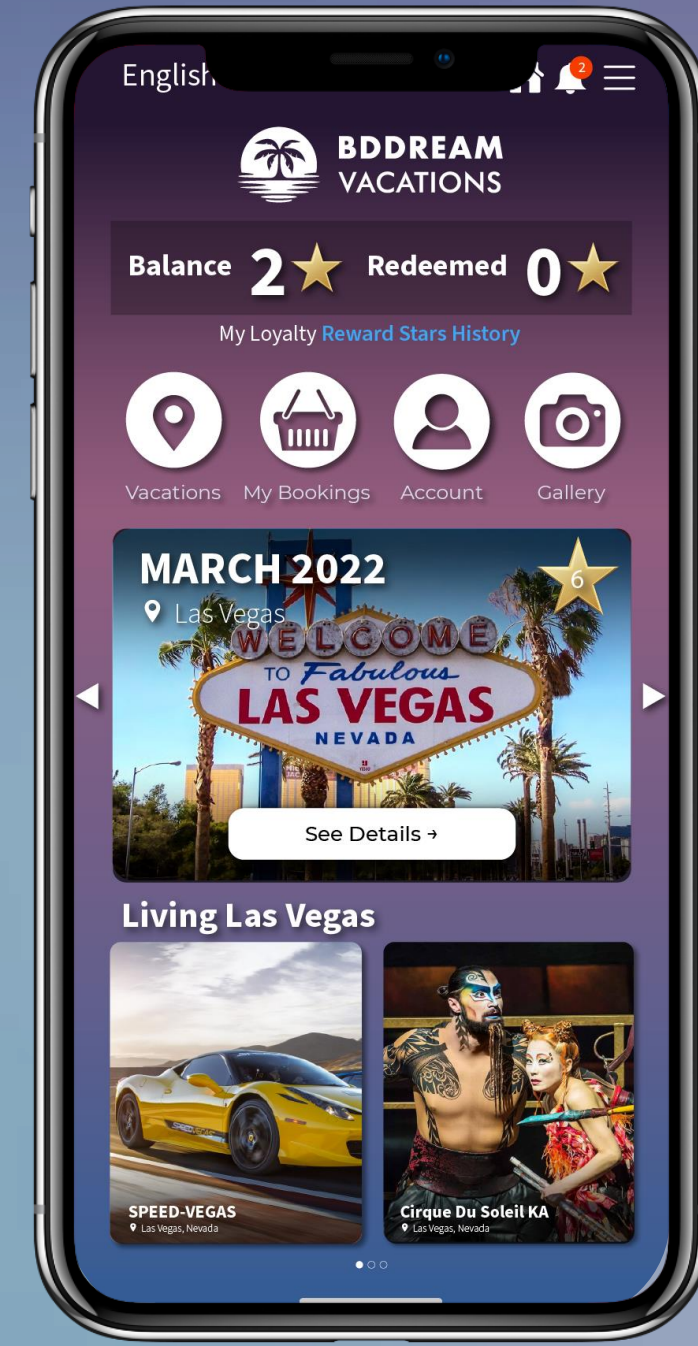 English
2
BDDREAM
VACATIONS
Balance 2 Redeemed 0
My Loyalty Reward Stars History
Vacations My Bookings Account Gallery
MARCH 2022
6
Las Vegas
WELCOME
TO Fabulous
LAS VEGAS
NEVADA
See Details →
Living Las Vegas
SPEEDVEGAS
SPEED-VEGAS
Las Vegas, Nevada
Cirque Du Soleil KA
Las Vegas, Nevada